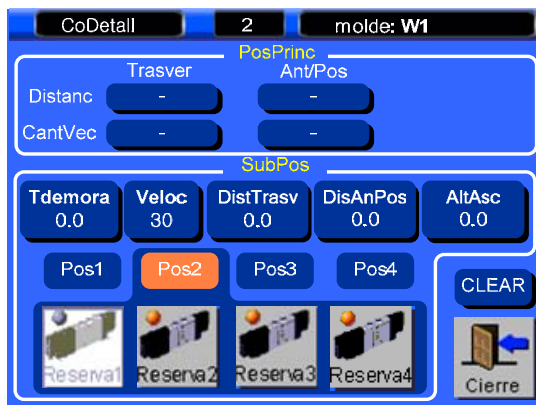 CoDetall 2 molde: W1
PosPrinc
Trasver Ant/Pos
Distanc - -
CantVec - -
SubPos
Tdemora Veloc DistTrasv DisAnPos AltAsc
0.0 30 0.0 0.0 0.0
Pos1 Pos2 Pos3 Pos4
CLEAR
Reserva1 Reserva2 Reserva3 Reserva4
Cierre